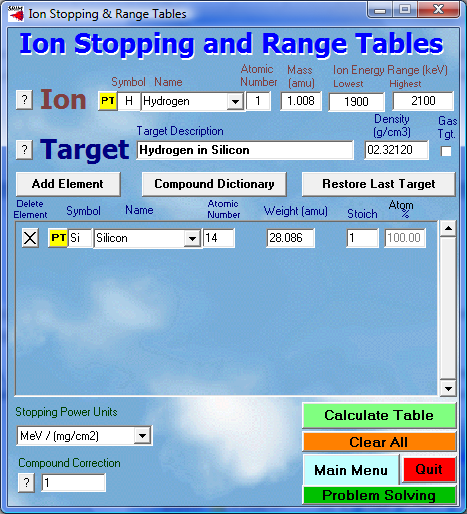 SRIM Ion Stopping & Range Tables
Ion Stopping and Range Tables
Symbol Name Atomic Number Mass (amu) Ion Energy Range (keV)
Lowest Highest
? Ion PT H Hydrogen 1 1.008 1900 2100
Target Description Density (g/cm3) Gas Tgt.
? Target Hydrogen in Silicon 02.32120
Add Element Compound Dictionary Restore Last Target
Delete Element Symbol Name Atomic Number Weight (amu) Stoich Atom %
X PT Si Silicon 14 28.086 1 100.00
Stopping Power Units
MeV / (mg/cm2)
Compound Correction
? 1
Calculate Table
Clear All
Main Menu Quit
Problem Solving